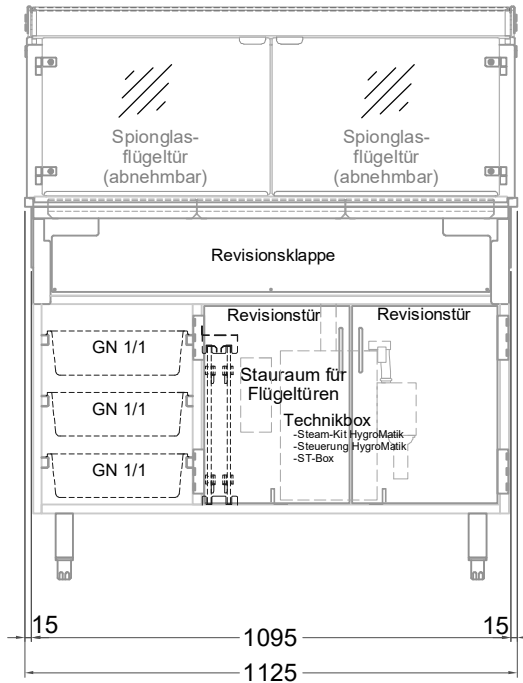 Spionglas-
flügeltür
(abnehmbar)
Spionglas-
flügeltür
(abnehmbar)
Revisionsklappe
Revisionstür
Revisionstür
GN 1/1
GN 1/1
GN 1/1
Stauraum für
Flügeltüren
Technikbox
-Steam-Kit HygroMatik
-Steuerung HygroMatik
-ST-Box
15
1095
15
1125